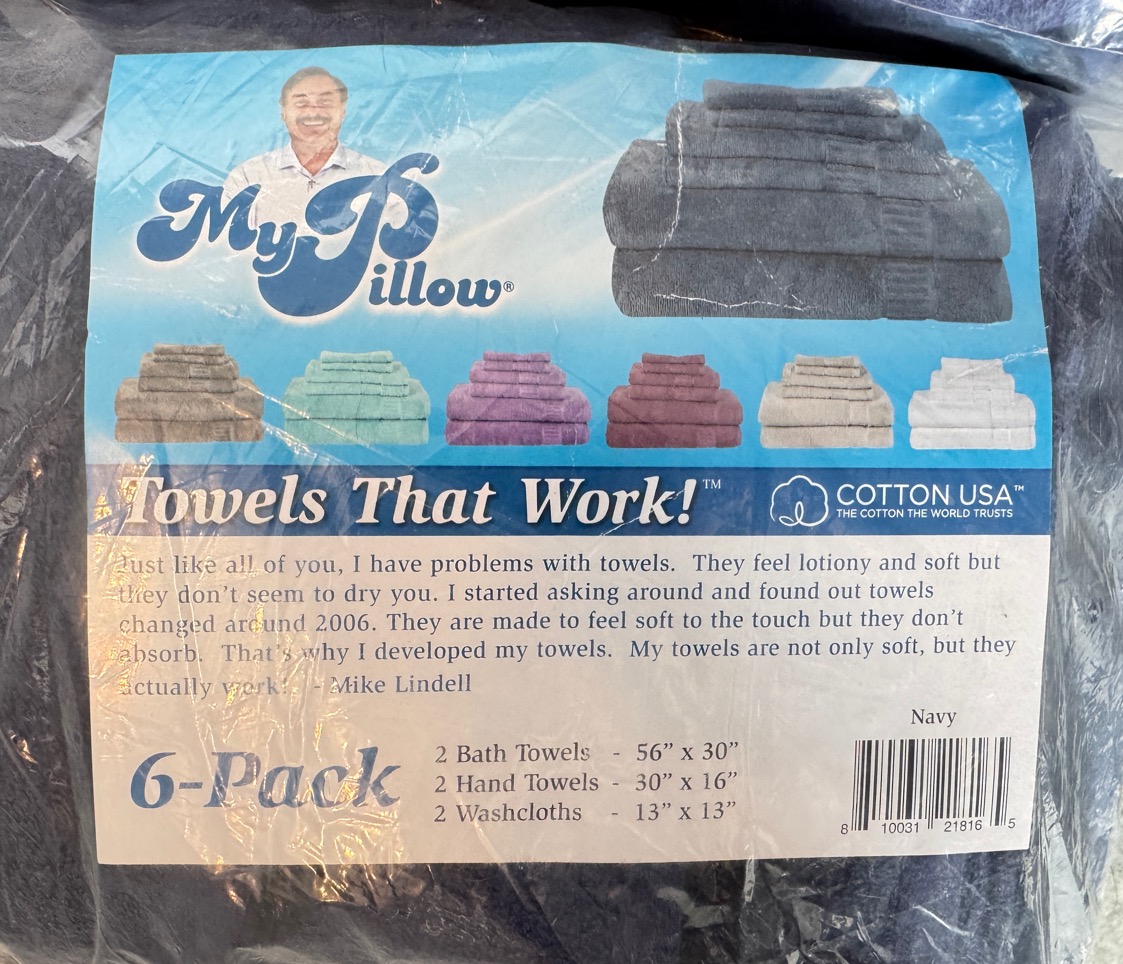 MyPillow®
Towels That Work!™
COTTON USA™
THE COTTON THE WORLD TRUSTS
Just like all of you, I have problems with towels. They feel lotiony and soft but
they don't seem to dry you. I started asking around and found out towels
changed around 2006. They are made to feel soft to the touch but they don't
absorb. That's why I developed my towels. My towels are not only soft, but they
actually work! - Mike Lindell
6-Pack
2 Bath Towels - 56” x 30”
2 Hand Towels - 30” x 16”
2 Washcloths - 13” x 13”
Navy
8 10031 21816 5